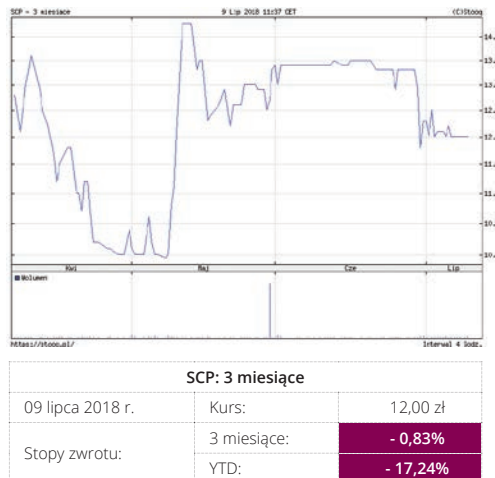 SCP - 3 miesiace 9 Lip 2018 11:37 CET (C)Stooq
14.
13.
13.
12.
12.
11.
11.
10.
10.
Kwi Maj Cze Lip
Wolumen
https://stooq.pl/ Interwal 4 Godz.
SCP: 3 miesiące
09 lipca 2018 r. Kurs: 12,00 zł
Stopy zwrotu: 3 miesiące: - 0,83%
YTD: - 17,24%